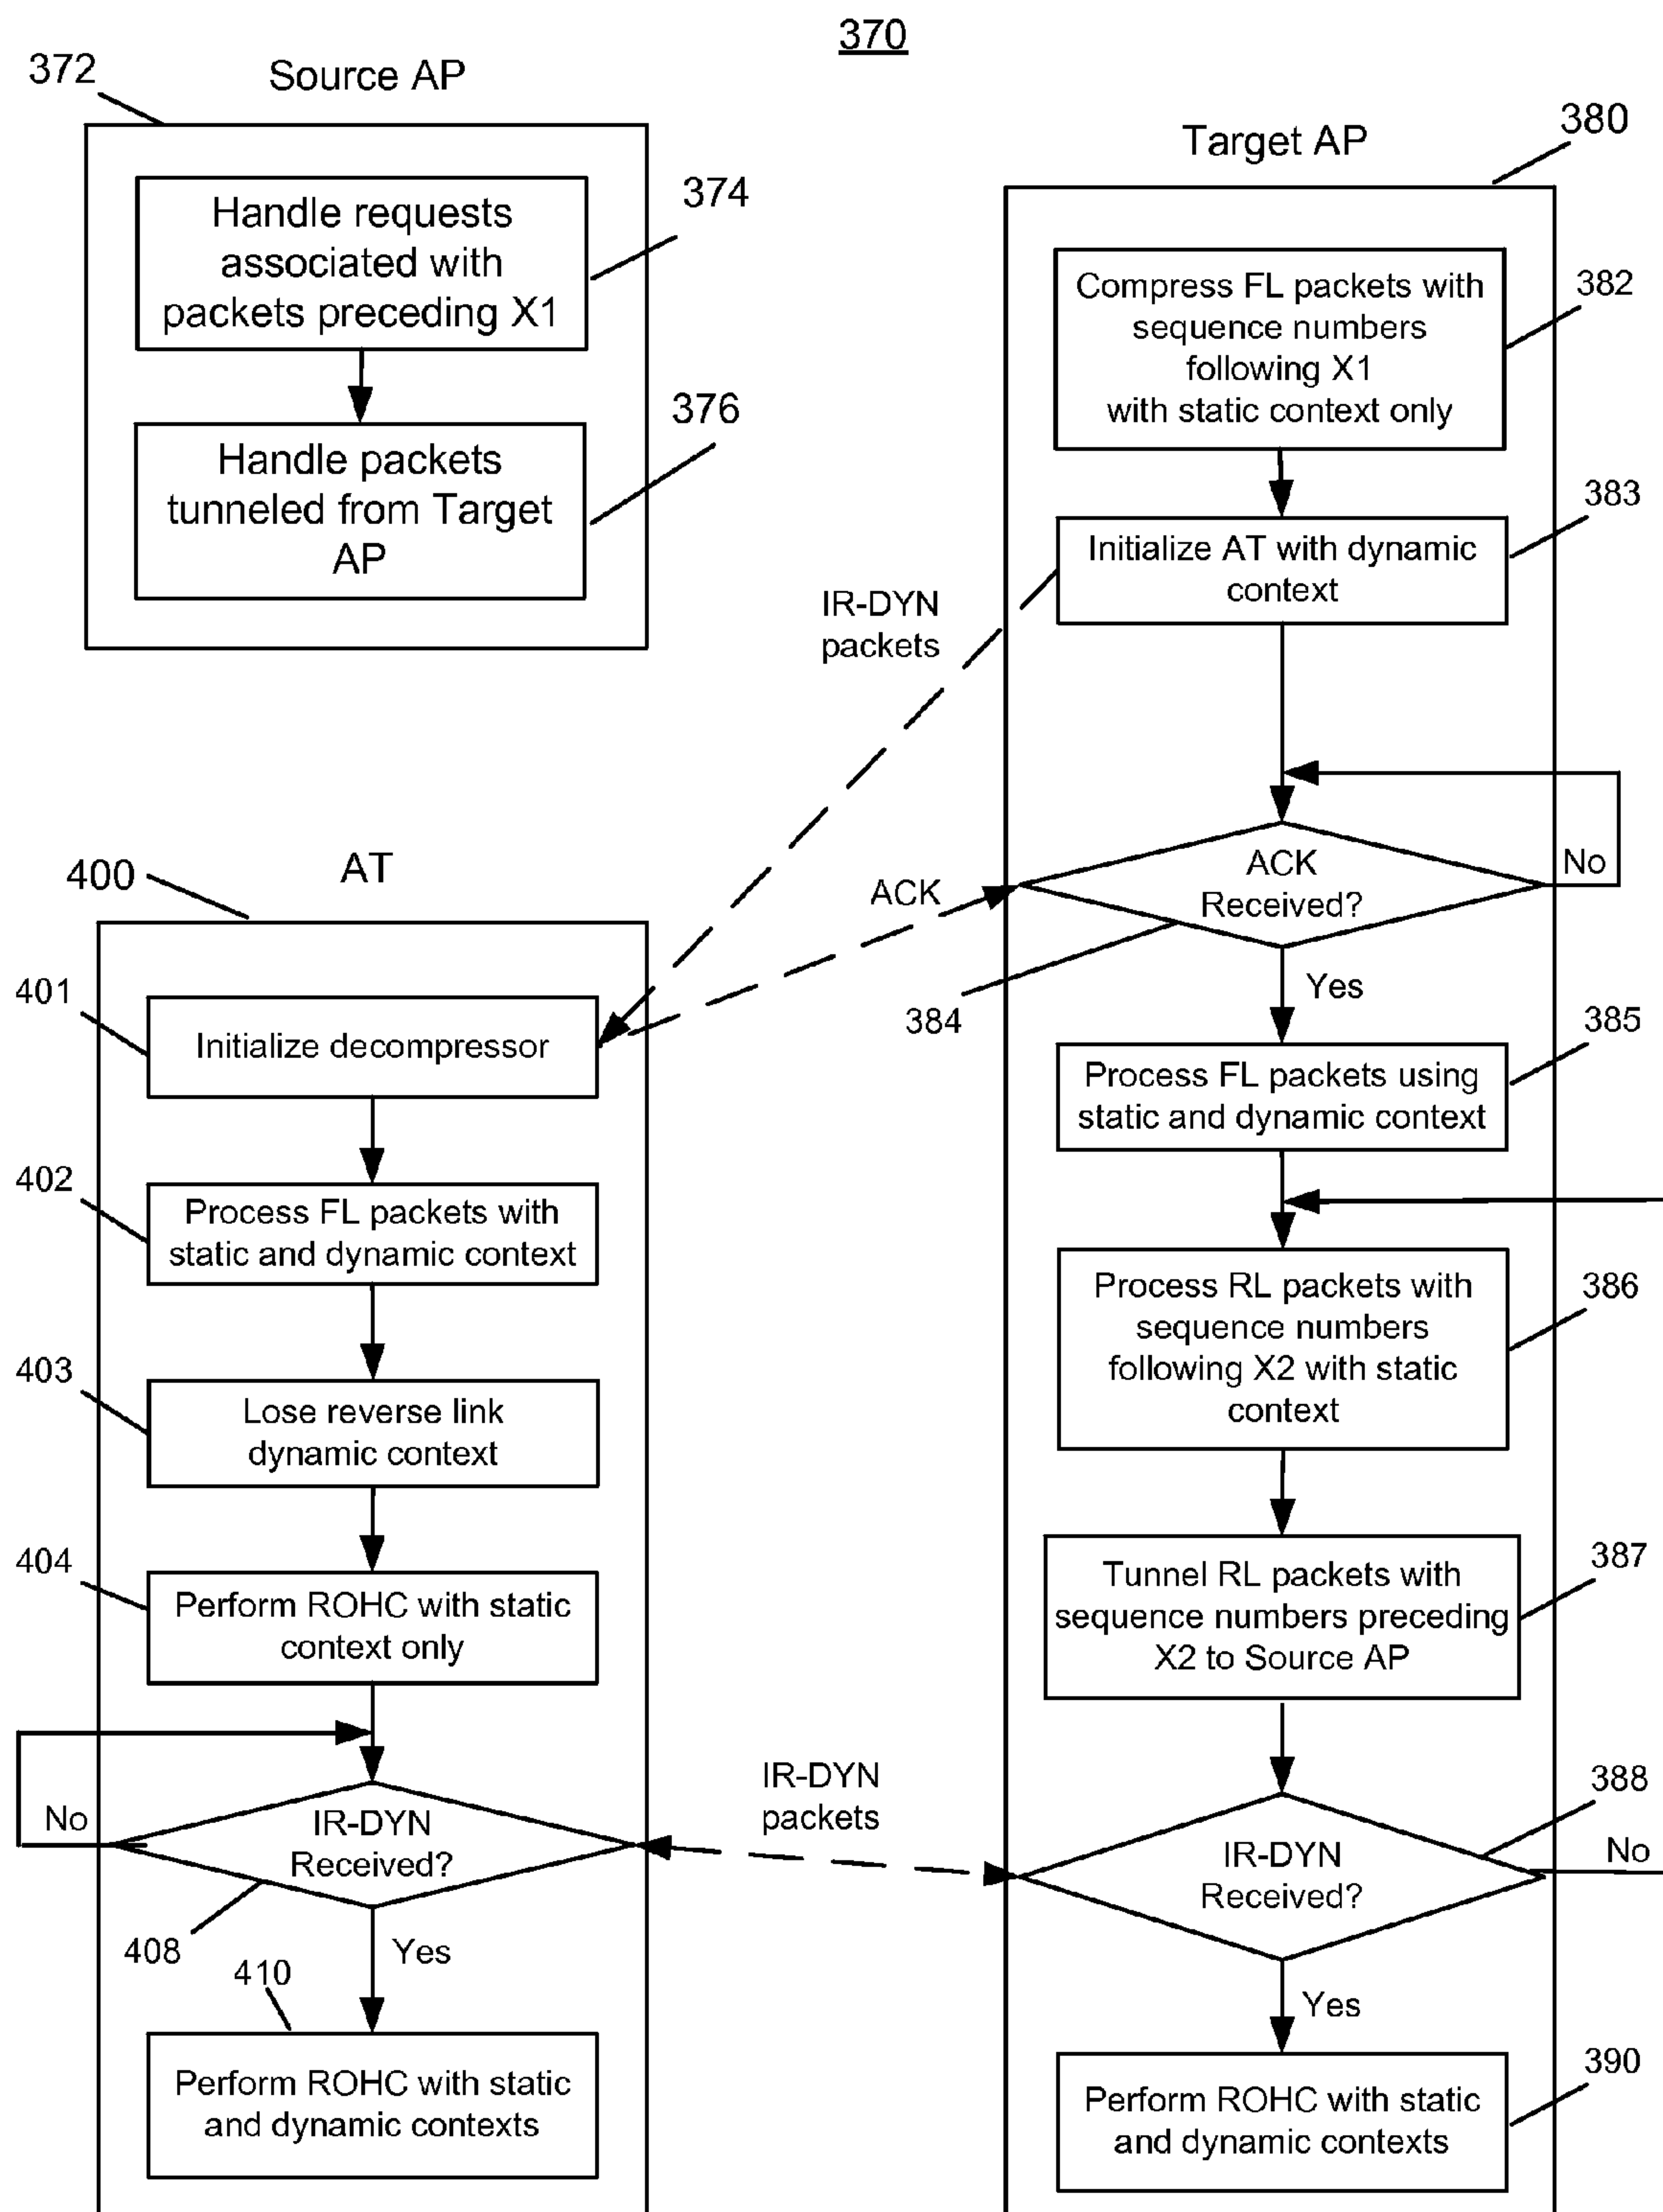 370
372
Source AP
Handle requests
associated with
packets preceding X1
374
Handle packets
tunneled from Target
AP
376
Target AP
380
Compress FL packets with
sequence numbers
following X1
with static context only
382
Initialize AT with dynamic
context
383
IR-DYN
packets
ACK
ACK
Received?
No
384
Yes
Process FL packets using
static and dynamic context
385
Process RL packets with
sequence numbers
following X2 with static
context
386
Tunnel RL packets with
sequence numbers preceding
X2 to Source AP
387
IR-DYN
Received?
388
No
Yes
Perform ROHC with static
and dynamic contexts
390
400
AT
401
Initialize decompressor
402
Process FL packets with
static and dynamic context
403
Lose reverse link
dynamic context
404
Perform ROHC with static
context only
No
IR-DYN
Received?
IR-DYN
packets
408
Yes
410
Perform ROHC with static
and dynamic contexts